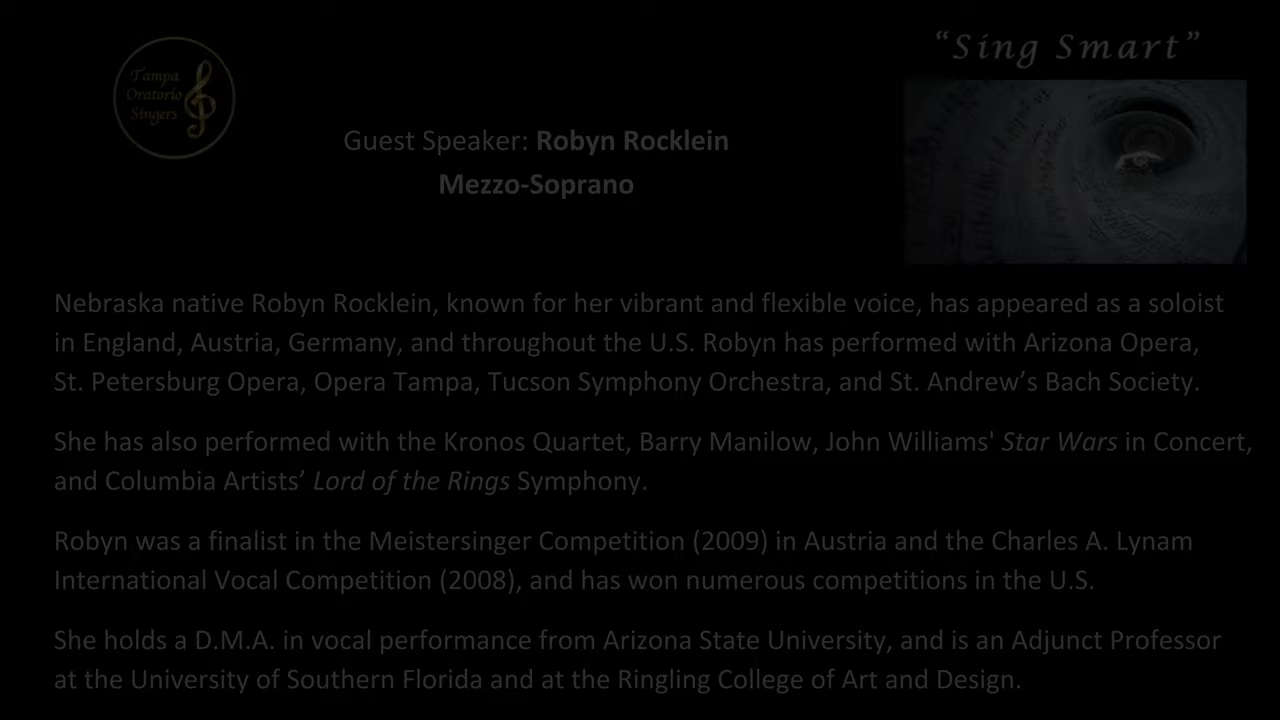 Tampa
Oratorio
Singers
“Sing Smart”
Guest Speaker: Robyn Rocklein
Mezzo-Soprano
Nebraska native Robyn Rocklein, known for her vibrant and flexible voice, has appeared as a soloist
in England, Austria, Germany, and throughout the U.S. Robyn has performed with Arizona Opera,
St. Petersburg Opera, Opera Tampa, Tucson Symphony Orchestra, and St. Andrew’s Bach Society.
She has also performed with the Kronos Quartet, Barry Manilow, John Williams' Star Wars in Concert,
and Columbia Artists’ Lord of the Rings Symphony.
Robyn was a finalist in the Meistersinger Competition (2009) in Austria and the Charles A. Lynam
International Vocal Competition (2008), and has won numerous competitions in the U.S.
She holds a D.M.A. in vocal performance from Arizona State University, and is an Adjunct Professor
at the University of Southern Florida and at the Ringling College of Art and Design.